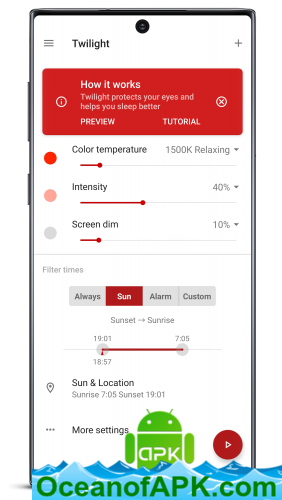 Twilight
How it works
Twilight protects your eyes and
helps you sleep better
PREVIEW TUTORIAL
Color temperature 1500K Relaxing
Intensity 40%
Screen dim 10%
Filter times
Always Sun Alarm Custom
Sunset → Sunrise
19:01 7:05
18:57
Sun & Location
Sunrise 7:05 Sunset 19:01
More settings
APK
OceanofAPK.com